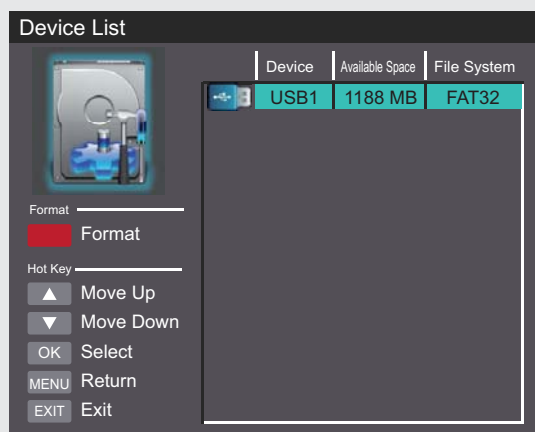 Device List
Device Available Space File System
USB1 1188 MB FAT32
Format
Format
Hot Key
Move Up
Move Down
OK Select
MENU Return
EXIT Exit